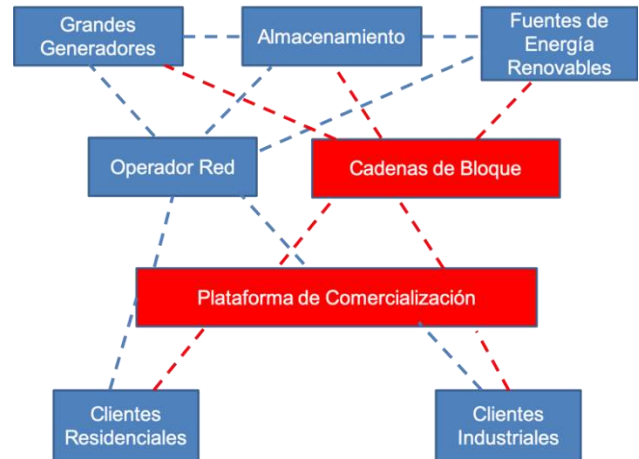 Grandes
Generadores
Almacenamiento
Fuentes de
Energía
Renovables
Operador Red
Cadenas de Bloque
Plataforma de Comercialización
Clientes
Residenciales
Clientes
Industriales